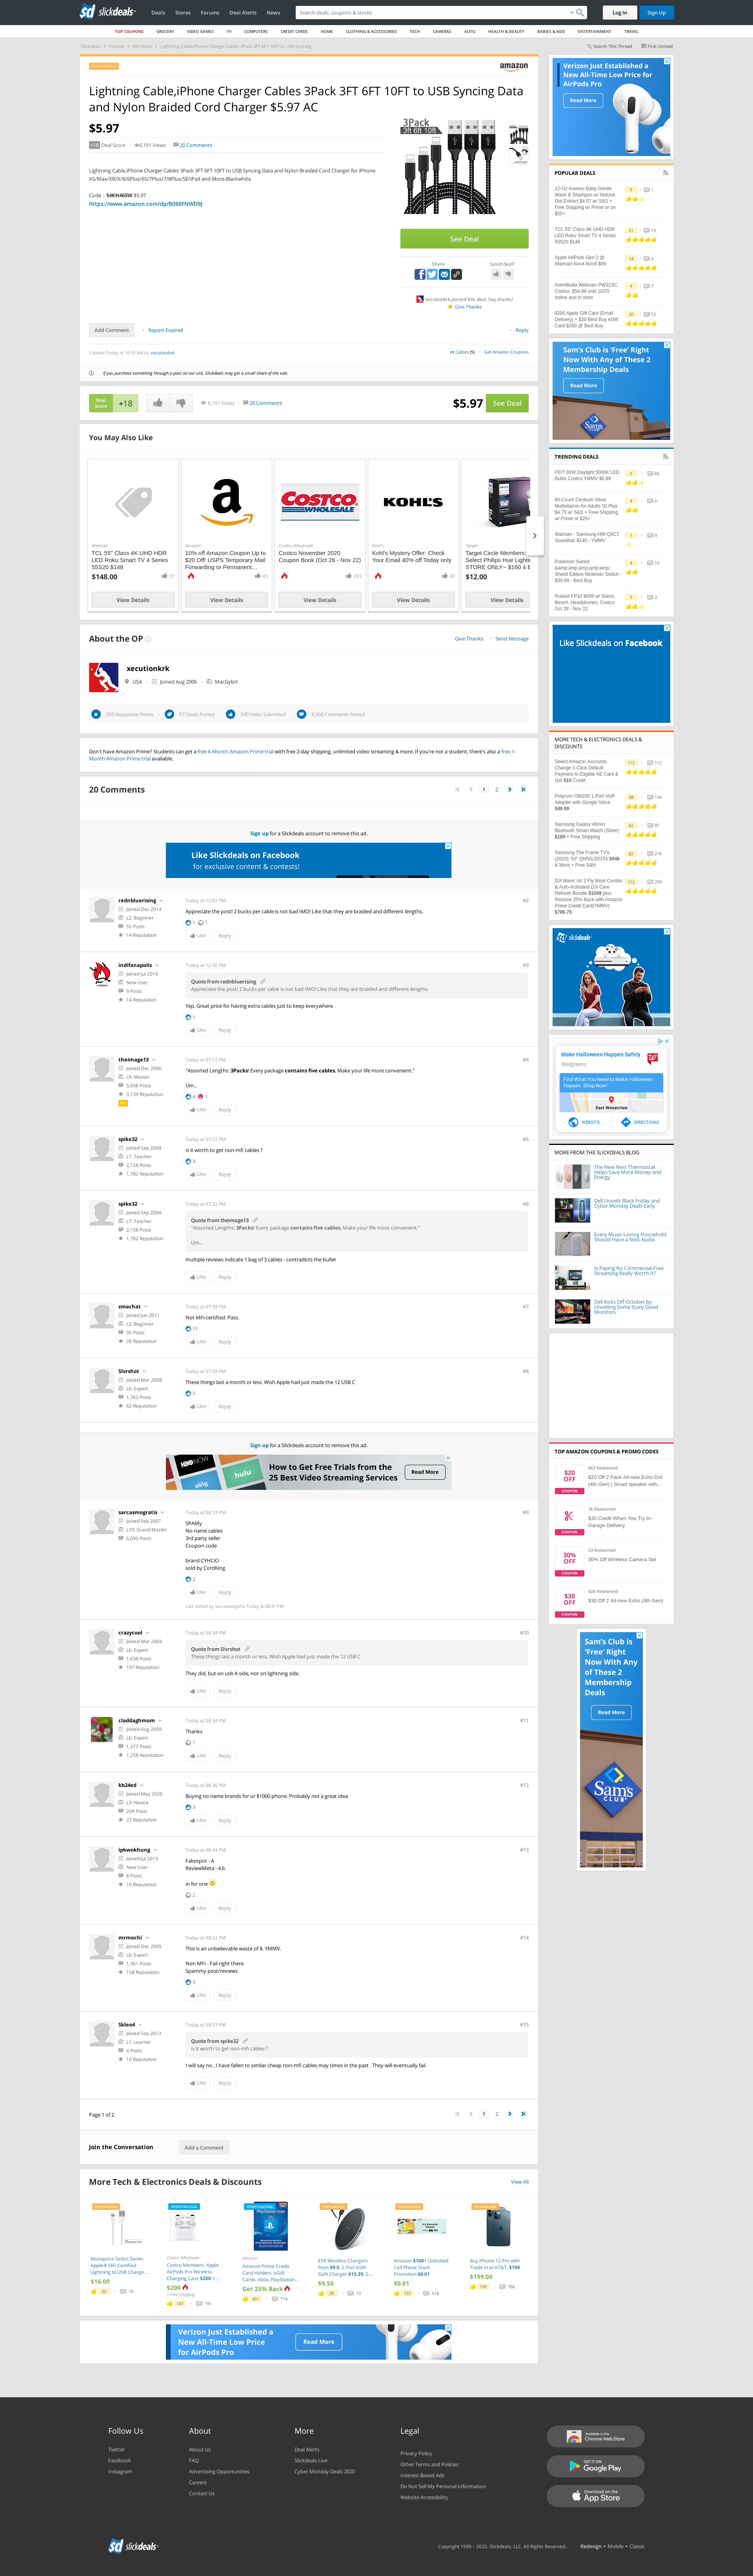 slickdeals
Deals
Stores
Forums
Deal Alerts
News
Search deals, coupons & stores
Log In
Sign Up
TOP COUPONS
GROCERY
VIDEO GAMES
TV
COMPUTERS
CREDIT CARDS
HOME
CLOTHING & ACCESSORIES
TECH
CAMERAS
AUTO
HEALTH & BEAUTY
BABIES & KIDS
ENTERTAINMENT
TRAVEL
Slickdeals
Forums
Hot Deals
Lightning Cable,iPhone Charger Cables 3Pack 3FT 6FT 10FT to USB Syncing...
Search This Thread
First Unread
amazon
Lightning Cable,iPhone Charger Cables 3Pack 3FT 6FT 10FT to USB Syncing Data
and Nylon Braided Cord Charger $5.97 AC
$5.97
+18 Deal Score
6,191 Views
20 Comments
Lightning Cable,iPhone Charger Cables 3Pack 3FT 6FT 10FT to USB Syncing Data and Nylon Braided Cord Charger for iPhone
XS/Max/XR/X/8/6Plus/6S/7Plus/7/8Plus/SE/iPad and More-Blackwhite
Code : 54KH465W $5.97
https://www.amazon.com/dp/B088FNWD9J
3Pack
3ft 6ft 10ft
See Deal
Share
Good deal?
xecutionkrk posted this deal. Say thanks!
Give Thanks
Add Comment
Report Expired
Reply
Created Today at 10:39 AM by xecutionkrk
in Cables (5)
Get Amazon Coupons
If you purchase something through a post on our site, Slickdeals may get a small share of the sale.
Deal
Score
+18
6,191 Views
20 Comments
$5.97
See Deal
You May Also Like
Walmart
TCL 55" Class 4K UHD HDR
LED Roku Smart TV 4 Series
55S20 $148
$148.00
31
View Details
Amazon
10% off Amazon Coupon Up to
$20 Off: USPS Temporary Mail
Forwarding or Permanent...
45
View Details
COSTCO
WHOLESALE
Costco Wholesale
Costco November 2020
Coupon Book (Oct 28 - Nov 22)
243
View Details
KOHL'S
Kohl's
Kohl's Mystery Offer: Check
Your Email 40% off Today only
40
View Details
Target
Target Circle Members:
Select Philips Hue Lighti
STORE ONLY~ $160 4 B
$12.00
View Details
About the OP
Give Thanks
Send Message
xecutionkrk
USA
Joined Aug 2006
MacGybrt
355 Reputation Points
57 Deals Posted
590 Votes Submitted
4,560 Comments Posted
Don't have Amazon Prime? Students can get a free 6-Month Amazon Prime trial with free 2-day shipping, unlimited video streaming & more. If you're not a student, there's also a free 1-
Month Amazon Prime trial available.
20 Comments
1
2
Sign up for a Slickdeals account to remove this ad.
Like Slickdeals on Facebook
for exclusive content & contests!
rednbluerising
Joined Dec 2014
L2: Beginner
55 Posts
14 Reputation
Today at 12:01 PM
#2
Appreciate the post! 2 bucks per cable is not bad IMO! Like that they are braided and different lengths.
1
1
Like
Reply
indifanapolis
Joined Jul 2019
New User
9 Posts
14 Reputation
Today at 12:36 PM
#3
Quote from rednbluerising
Appreciate the post! 2 bucks per cable is not bad IMO! Like that they are braided and different lengths.
Yep. Great price for having extra cables just to keep everywhere
1
Like
Reply
theimage13
Joined Dec 2006
L9: Master
5,838 Posts
3,139 Reputation
Pro
Today at 01:12 PM
#4
"Assorted Lengths: 3Packs! Every package contains five cables, Make your life more convenient."
Um...
4
1
Like
Reply
spike32
Joined Sep 2004
L7: Teacher
2,158 Posts
1,782 Reputation
Today at 07:12 PM
#5
is it worth to get non-mfi cables ?
3
Like
Reply
spike32
Joined Sep 2004
L7: Teacher
2,158 Posts
1,782 Reputation
Today at 07:32 PM
#6
Quote from theimage13
"Assorted Lengths: 3Packs! Every package contains five cables, Make your life more convenient."
Um...
multiple reviews indicate 1 bag of 3 cables - contradicts the bullet
Like
Reply
zmachat
Joined Jun 2011
L2: Beginner
36 Posts
26 Reputation
Today at 07:39 PM
#7
Not MFi-certified. Pass.
11
Like
Reply
Slvrshot
Joined Mar 2008
L6: Expert
1,762 Posts
62 Reputation
Today at 07:39 PM
#8
These things last a month or less. Wish Apple had just made the 12 USB C
5
Like
Reply
Sign up for a Slickdeals account to remove this ad.
HBO NOW
sling
hulu
How to Get Free Trials from the
25 Best Video Streaming Services
Read More
sarcasmogratis
Joined Feb 2007
L10: Grand Master
6,030 Posts
Today at 08:33 PM
#9
SPAMy
No name cables
3rd party seller
Coupon code
brand CYHCiCi
sold by CordKing
2
Like
Reply
Last edited by sarcasmogratis Today at 08:37 PM.
crazycool
Joined Mar 2004
L6: Expert
1,638 Posts
197 Reputation
Today at 08:34 PM
#10
Quote from Slvrshot
These things last a month or less. Wish Apple had just made the 12 USB C
They did, but on usb A side, not on lightning side.
Like
Reply
claddaghmom
Joined Aug 2009
L6: Expert
1,377 Posts
1,258 Reputation
Today at 08:34 PM
#11
Thanks
1
Like
Reply
kb24ed
Joined May 2020
L3: Novice
204 Posts
23 Reputation
Today at 08:36 PM
#12
Buying no name brands for ur $1000 phone. Probably not a great idea
3
Like
Reply
ipkwokhung
Joined Jul 2013
New User
8 Posts
10 Reputation
Today at 08:44 PM
#13
Fakespot - A
ReviewMeta - 4.6
in for one
2
Like
Reply
mrmochi
Joined Dec 2005
L6: Expert
1,361 Posts
158 Reputation
Today at 08:52 PM
#14
This is an unbelievable waste of $. YMMV.
Non MFI - Fail right there.
Spammy post/reviews
3
Like
Reply
Skleo4
Joined Sep 2013
L1: Learner
4 Posts
10 Reputation
Today at 08:53 PM
#15
Quote from spike32
is it worth to get non-mfi cables ?
I will say no . I have fallen to similar cheap non-mfi cables may times in the past . They will eventually fail
Like
Reply
Page 1 of 2
1
2
Join the Conversation
Add a Comment
More Tech & Electronics Deals & Discounts
View All
Monoprice Select Series
Apple® MFi Certified
Lightning to USB Charge...
$16.00
20
10
Costco Wholesale
Costco Members: Apple
AirPods Pro Wireless
Charging Case $200 +...
$200
+ Free Shipping
147
191
Amazon
Amazon Prime Credit
Card Holders: eGift
Cards: Xbox, PlayStation...
Get 25% Back
401
714
ESR Wireless Chargers
from $9.5, 2-Port 65W
GaN Charger $15.39, 2-...
$9.50
39
13
Amazon $100+ Unlocked
Cell Phone Stack
Promotion $0.01
$0.01
133
518
Buy iPhone 12 Pro with
Trade-in at AT&T, $199
$199.00
199
766
Verizon Just Established a
New All-Time Low Price
for AirPods Pro
Read More
Verizon Just Established a
New All-Time Low Price for
AirPods Pro
Read More
POPULAR DEALS
12-Oz Aveeno Baby Gentle
Wash & Shampoo w/ Natural
Oat Extract $4.57 w/ S&S +
Free Shipping w/ Prime or on
$25+
TCL 55" Class 4K UHD HDR
LED Roku Smart TV 4 Series
55S20 $148
Apple AirPods Gen 2 @
Walmart Nov4-Nov8 $99
AverMedia Webcam PW313C,
Costco, $54.99 until 10/25
online and in store
$200 Apple Gift Card (Email
Delivery) + $20 Best Buy eGift
Card $200 @ Best Buy
Sam's Club is 'Free' Right
Now With Any of These 2
Membership Deals
Read More
Sam's
CLUB
TRENDING DEALS
FEIT 60W Daylight 5000K LED
Bulbs Costco YMMV $0.99
80-Count Centrum Silver
Multivitamin for Adults 50 Plus
$4.75 w/ S&S + Free Shipping
w/ Prime or $25+
Walmart - Samsung HW-Q6CT
Soundbar $140 - YMMV
Pokémon Sword
&amp;amp;amp;amp;amp;
Shield Edition Nintendo Switch -
$39.69 - Best Buy
Roland FP10 $499 w/ Stand,
Bench, Headphones, Costco
Oct 28 - Nov 22
Like Slickdeals on Facebook
MORE TECH & ELECTRONICS DEALS &
DISCOUNTS
Select Amazon Accounts:
Change 1-Click Default
Payment to Eligible AE Card &
Get $10 Credit
Polycom OBi200 1-Port VoIP
Adapter with Google Voice
$49.99
Samsung Galaxy 46mm
Bluetooth Smart Watch (Silver)
$169 + Free Shipping
Samsung The Frame TV's
(2020): 50" QN50LS03TA $948
& More + Free S&H
DJI Mavic Air 2 Fly More Combo
& Auto-Activated DJI Care
Refresh Bundle $1049 plus
Receive 25% Back with Amazon
Prime Credit Card(YMMV)
$786.75
slickdeals
Make Halloween Happen Safely
Walgreens
Find What You Need to Make Halloween
Happen. Shop Now!
East Wenatchee
WEBSITE
DIRECTIONS
MORE FROM THE SLICKDEALS BLOG
The New Nest Thermostat
Helps Save More Money and
Energy
Dell Unveils Black Friday and
Cyber Monday Deals Early
Every Music-Loving Household
Should Have a Nest Audio
Is Paying for Commercial-Free
Streaming Really Worth It?
Dell Kicks Off October by
Unveiling Some Scary Good
Monitors
TOP AMAZON COUPONS & PROMO CODES
$20
OFF
COUPON
663 Redeemed
$20 Off 2 Pack All-new Echo Dot
(4th Gen) | Smart speaker with...
COUPON
3k Redeemed
$30 Credit When You Try In-
Garage Delivery
30%
OFF
COUPON
53 Redeemed
30% Off Wireless Camera Set
$30
OFF
COUPON
428 Redeemed
$30 Off 2 All-new Echo (4th Gen)
Sam's Club is
'Free' Right
Now With Any
of These 2
Membership
Deals
Read More
Sam's
CLUB
Follow Us
Twitter
Facebook
Instagram
About
About Us
FAQ
Advertising Opportunities
Careers
Contact Us
More
Deal Alerts
Slickdeals Live
Cyber Monday Deals 2020
Legal
Privacy Policy
Other Terms and Policies
Interest-Based Ads
Do Not Sell My Personal Information
Website Accessibility
Available in the
Chrome Web Store
GET IT ON
Google Play
Download on the
App Store
slickdeals
Copyright 1999 – 2020. Slickdeals, LLC. All Rights Reserved.
Redesign • Mobile • Classic